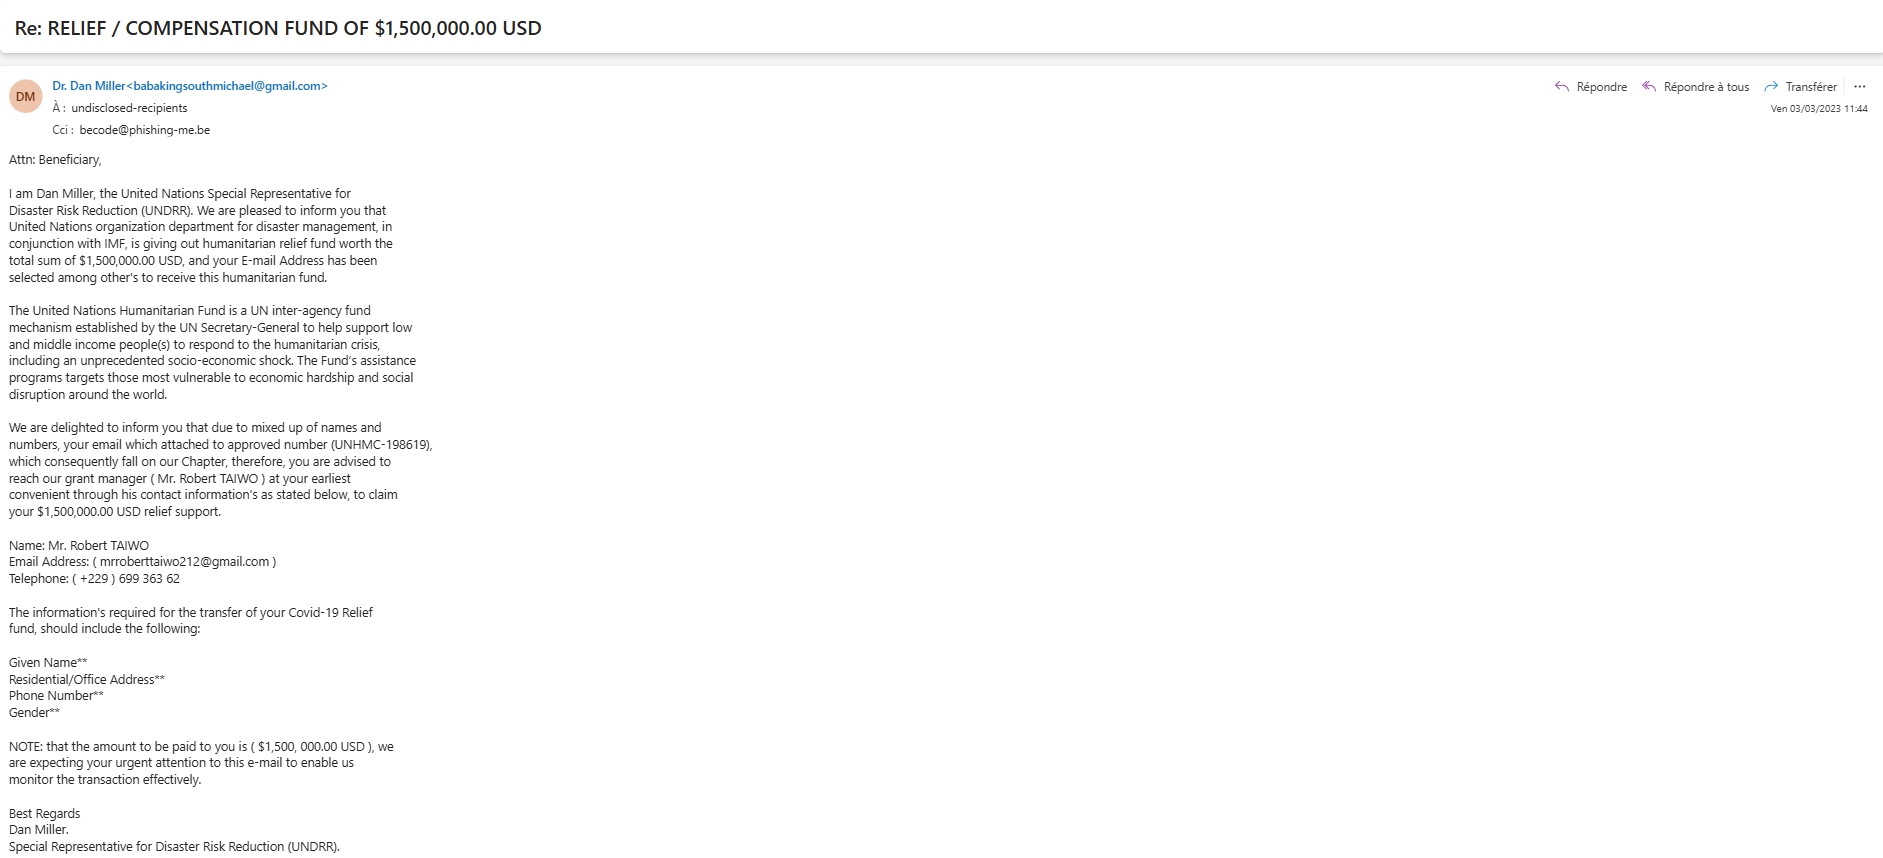 Re: RELIEF / COMPENSATION FUND OF $1,500,000.00 USD
DM
Dr. Dan Miller<babakingsouthmichael@gmail.com>
À : undisclosed-recipients
Cci : becode@phishing-me.be
Répondre Répondre à tous Transférer ...
Ven 03/03/2023 11:44
Attn: Beneficiary,
I am Dan Miller, the United Nations Special Representative for
Disaster Risk Reduction (UNDRR). We are pleased to inform you that
United Nations organization department for disaster management, in
conjunction with IMF, is giving out humanitarian relief fund worth the
total sum of $1,500,000.00 USD, and your E-mail Address has been
selected among other's to receive this humanitarian fund.
The United Nations Humanitarian Fund is a UN inter-agency fund
mechanism established by the UN Secretary-General to help support low
and middle income people(s) to respond to the humanitarian crisis,
including an unprecedented socio-economic shock. The Fund's assistance
programs targets those most vulnerable to economic hardship and social
disruption around the world.
We are delighted to inform you that due to mixed up of names and
numbers, your email which attached to approved number (UNHMC-198619),
which consequently fall on our Chapter, therefore, you are advised to
reach our grant manager ( Mr. Robert TAIWO ) at your earliest
convenient through his contact information's as stated below, to claim
your $1,500,000.00 USD relief support.
Name: Mr. Robert TAIWO
Email Address: ( mrroberttaiwo212@gmail.com )
Telephone: ( +229 ) 699 363 62
The information's required for the transfer of your Covid-19 Relief
fund, should include the following:
Given Name**
Residential/Office Address**
Phone Number**
Gender**
NOTE: that the amount to be paid to you is ( $1,500, 000.00 USD ), we
are expecting your urgent attention to this e-mail to enable us
monitor the transaction effectively.
Best Regards
Dan Miller.
Special Representative for Disaster Risk Reduction (UNDRR).